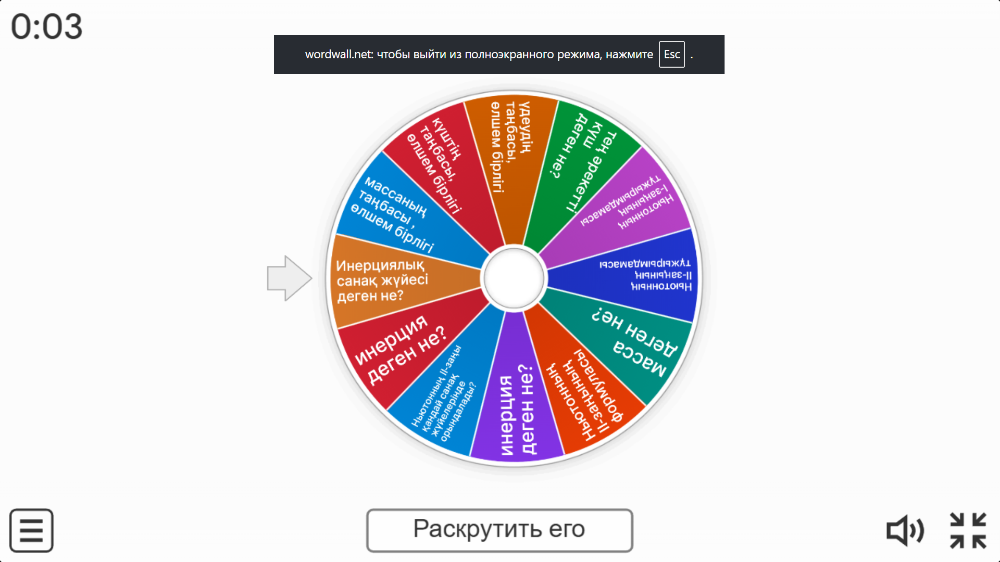 0:03
wordwall.net: чтобы выйти из полноэкранного режима, нажмите Esc .
үдеудің
таңбасы,
өлшем бірлігі
тең әрекетті
күш
деген не?
Ньютонның
І-заңының
тұжырымдамасы
Ньютонның
ІІ-заңының
тұжырымдамасы
масса
деген не?
Ньютонның
ІІ-заңының
формуласы
инерция
деген не?
Ньютонның ІІ-заңы
қандай санақ
жүйелерінде
орындалады?
инерция
деген не?
Инерциялық
санақ жүйесі
деген не?
массаның
таңбасы ,
өлшем бірлігі
күштің
таңбасы,
өлшем бірлігі
Раскрутить его